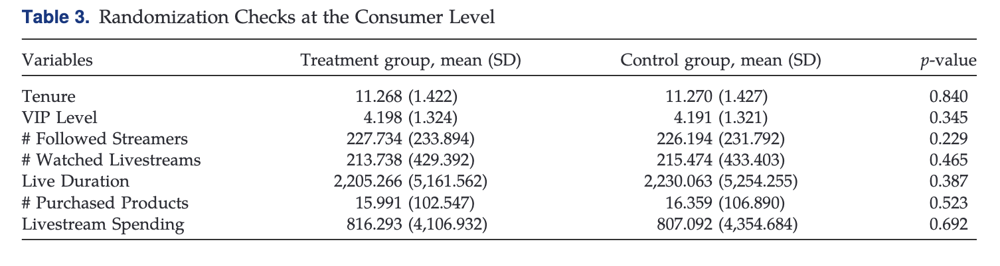 Table 3. Randomization Checks at the Consumer Level
Variables Treatment group, mean (SD) Control group, mean (SD) p-value
Tenure 11.268 (1.422) 11.270 (1.427) 0.840
VIP Level 4.198 (1.324) 4.191 (1.321) 0.345
# Followed Streamers 227.734 (233.894) 226.194 (231.792) 0.229
# Watched Livestreams 213.738 (429.392) 215.474 (433.403) 0.465
Live Duration 2,205.266 (5,161.562) 2,230.063 (5,254.255) 0.387
# Purchased Products 15.991 (102.547) 16.359 (106.890) 0.523
Livestream Spending 816.293 (4,106.932) 807.092 (4,354.684) 0.692